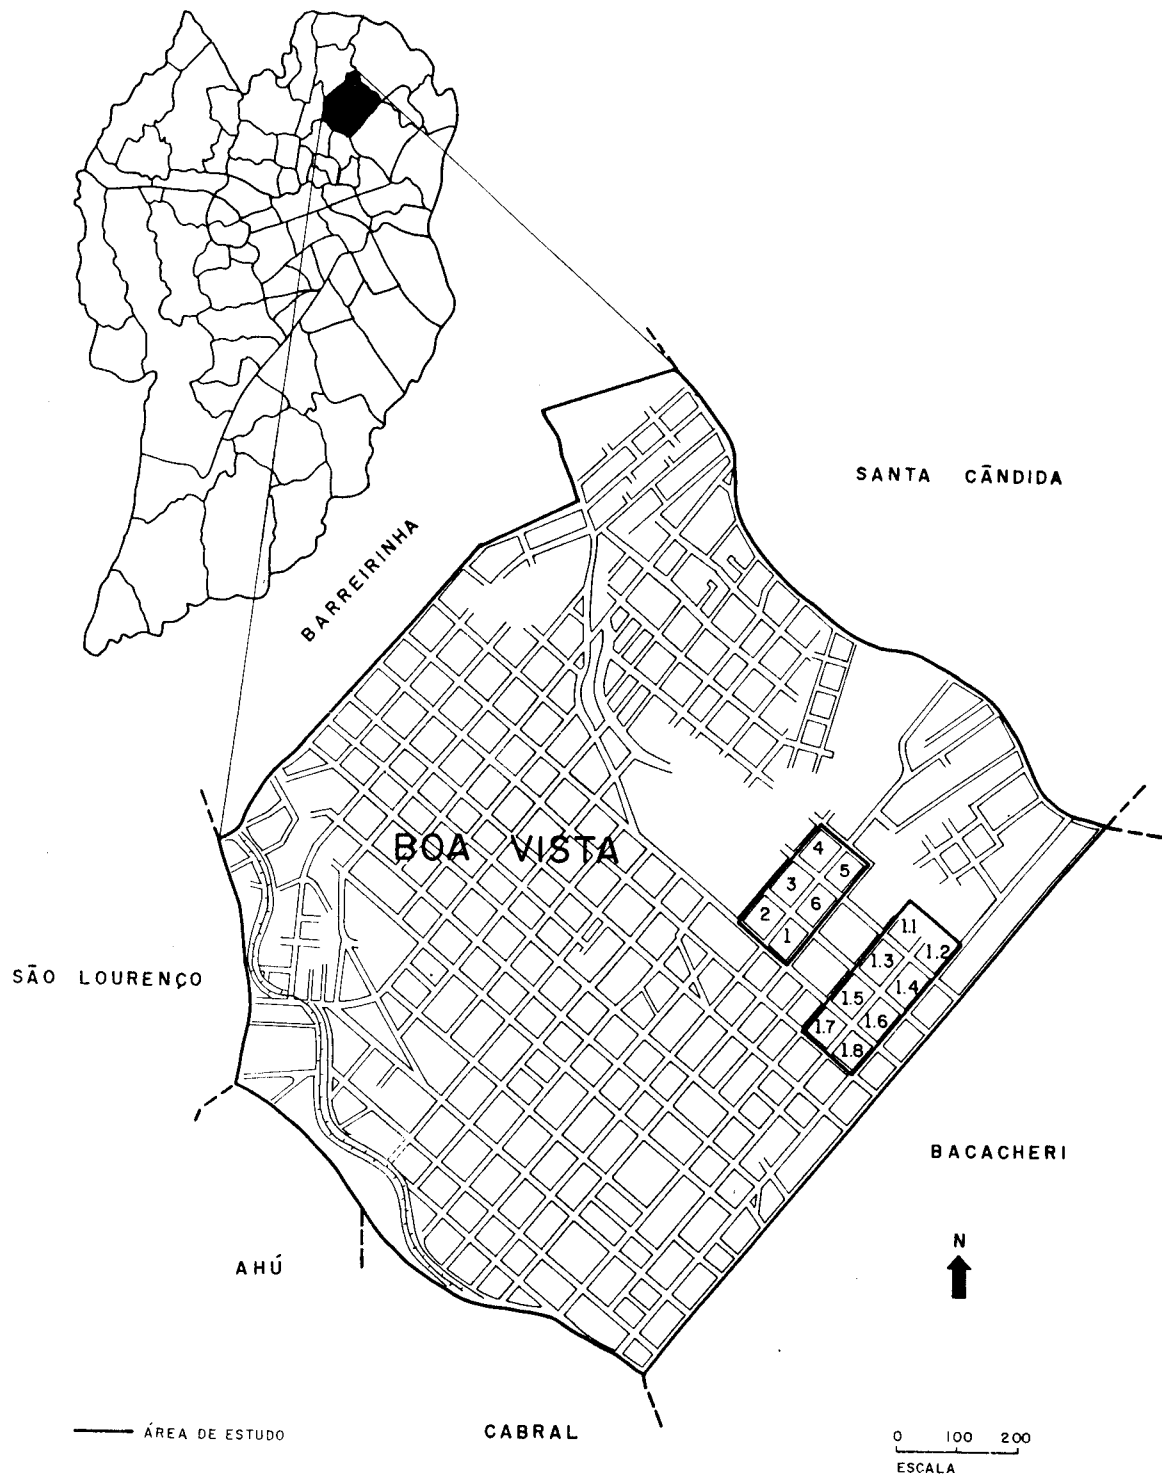 SANTA CÃNDIDA
BARREIRINHA
BOA VISTA
4
5
3
6
2
1
1.1
1.2
1.3
1.4
1.5
1.6
1.7
1.8
SÃO LOURENÇO
BACACHERI
N
AHÚ
ÁREA DE ESTUDO
CABRAL
0 100 200
ESCALA